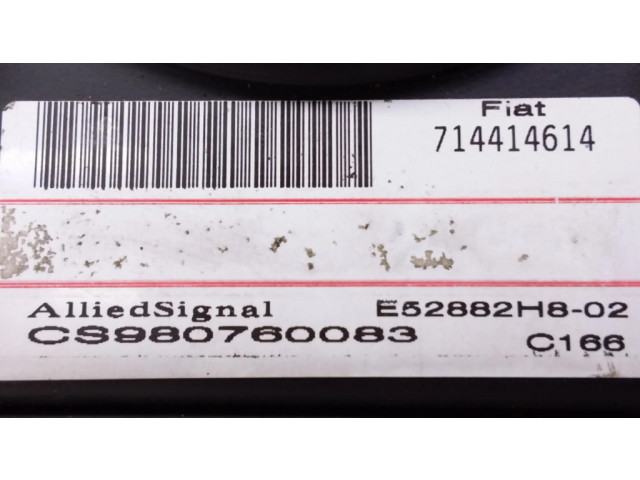 Fiat
714414614
AlliedSignal E52882H8-02
CS980760083
C166